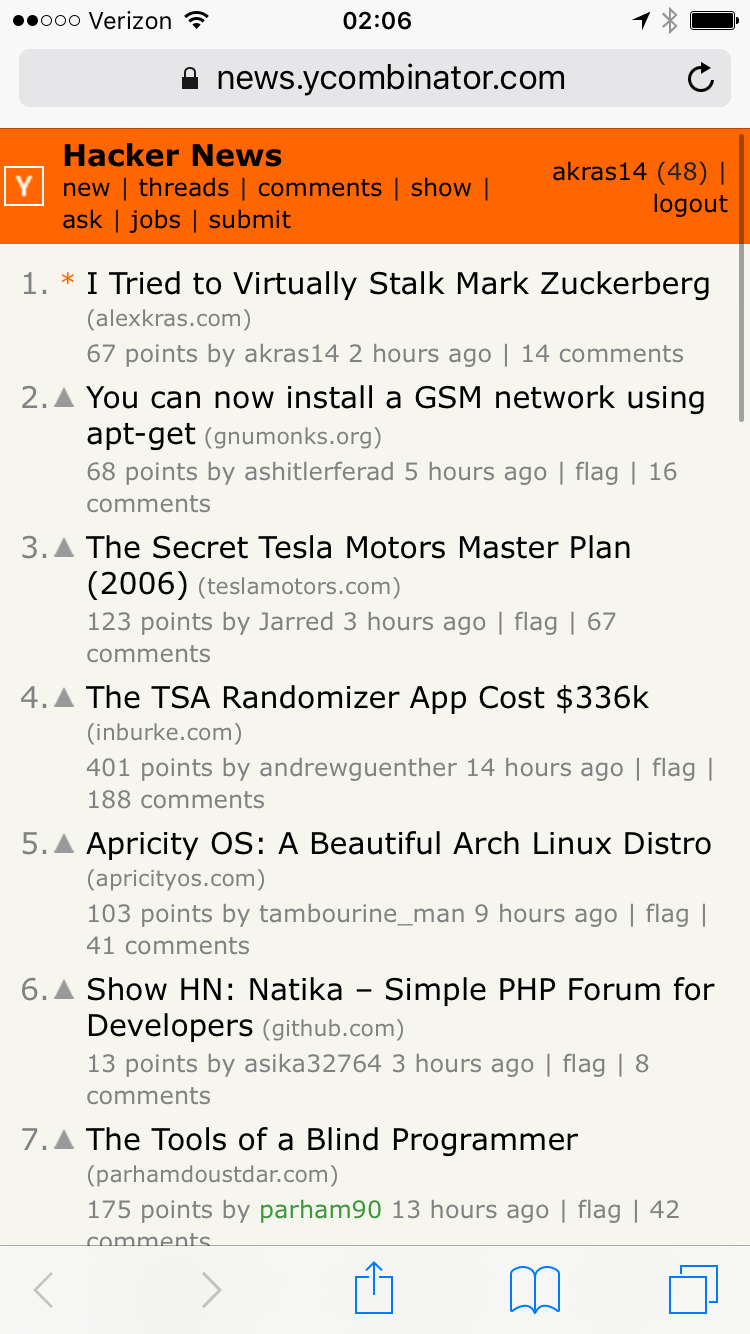 Verizon 02:06
news.ycombinator.com
Y
Hacker News
new | threads | comments | show |
ask | jobs | submit
akras14 (48) |
logout
1. * I Tried to Virtually Stalk Mark Zuckerberg
(alexkras.com)
67 points by akras14 2 hours ago | 14 comments
2. You can now install a GSM network using
apt-get (gnumonks.org)
68 points by ashitlerferad 5 hours ago | flag | 16
comments
3. The Secret Tesla Motors Master Plan
(2006) (teslamotors.com)
123 points by Jarred 3 hours ago | flag | 67
comments
4. The TSA Randomizer App Cost $336k
(inburke.com)
401 points by andrewguenther 14 hours ago | flag |
188 comments
5. Apricity OS: A Beautiful Arch Linux Distro
(apricityos.com)
103 points by tambourine_man 9 hours ago | flag |
41 comments
6. Show HN: Natika – Simple PHP Forum for
Developers (github.com)
13 points by asika32764 3 hours ago | flag | 8
comments
7. The Tools of a Blind Programmer
(parhamdoustdar.com)
175 points by parham90 13 hours ago | flag | 42
comments